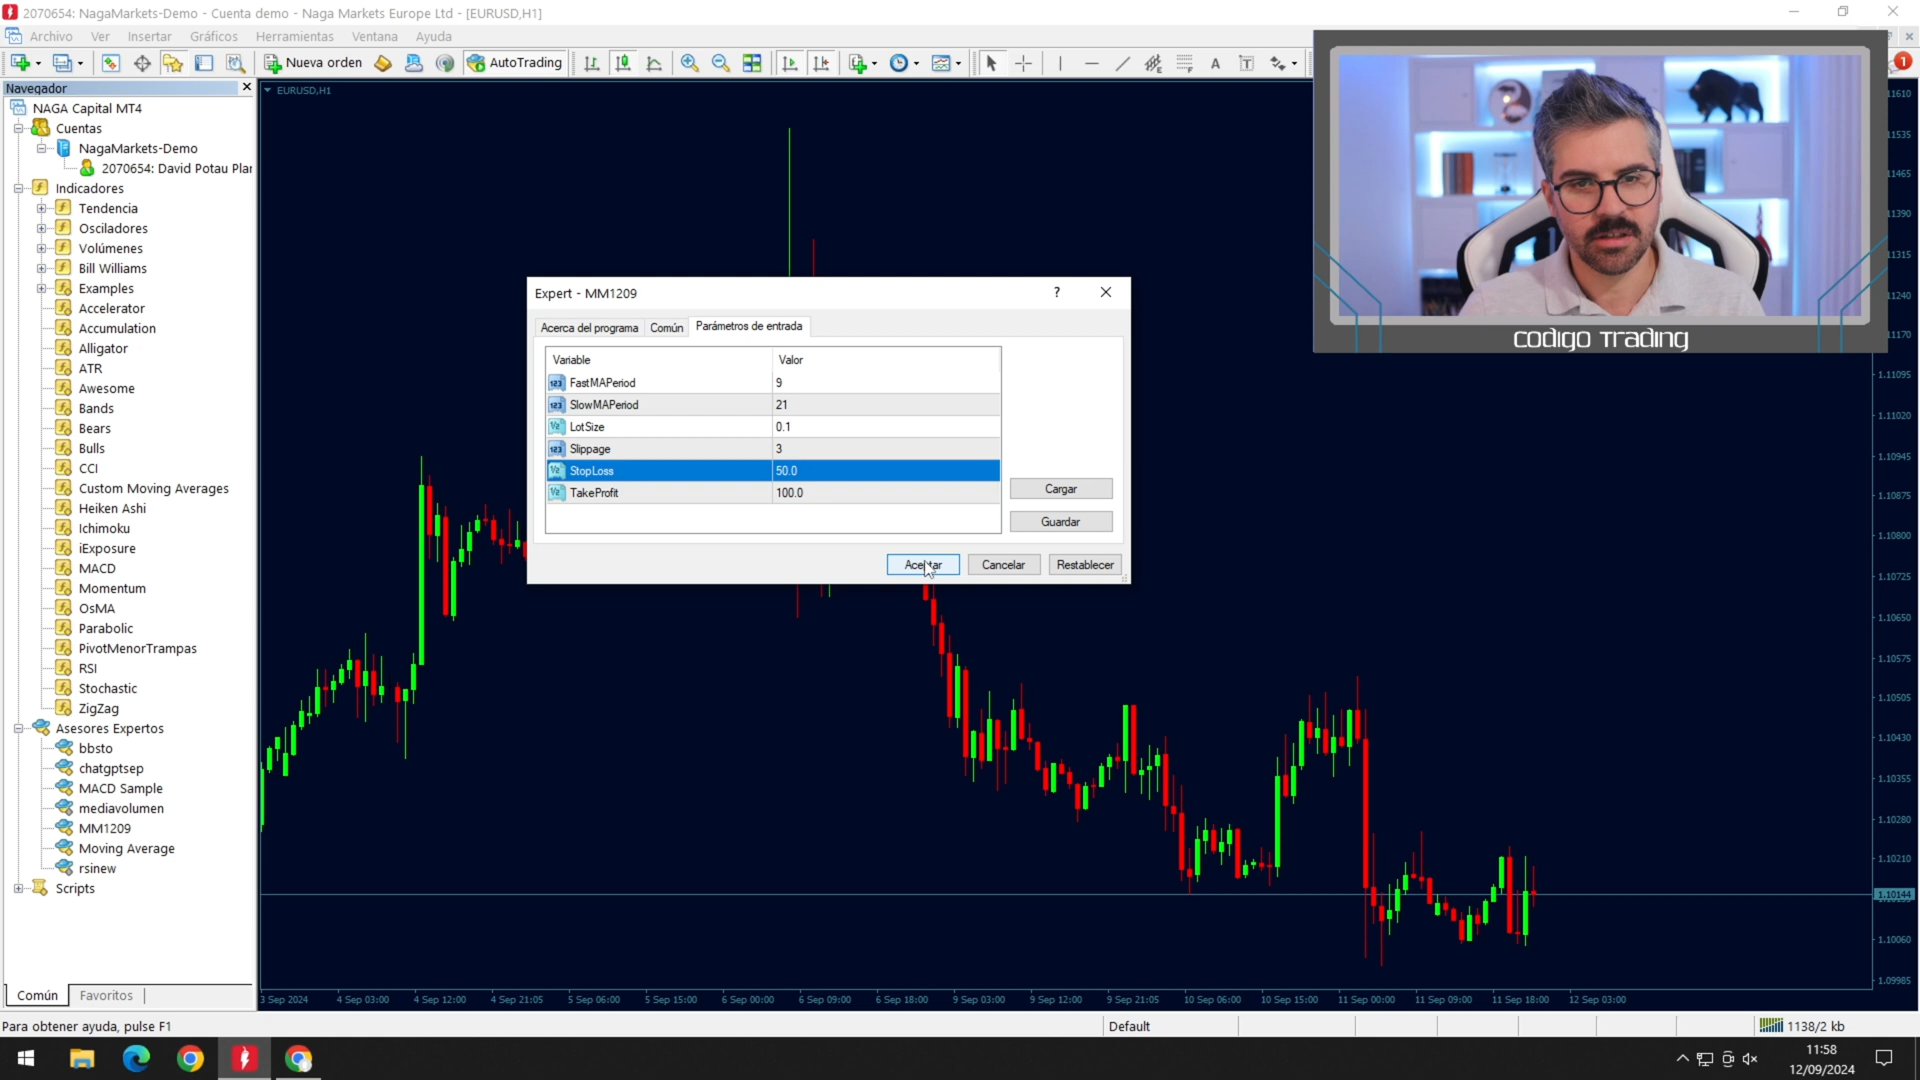 2070654: NagaMarkets-Demo - Cuenta demo - Naga Markets Europe Ltd - [EURUSD,H1]
Archivo Ver Insertar Gráficos Herramientas Ventana Ayuda
Nueva orden AutoTrading
1
Navegador
NAGA Capital MT4
Cuentas
NagaMarkets-Demo
2070654: David Potau Plar
Indicadores
Tendencia
Osciladores
Volúmenes
Bill Williams
Examples
Accelerator
Accumulation
Alligator
ATR
Awesome
Bands
Bears
Bulls
CCI
Custom Moving Averages
Heiken Ashi
Ichimoku
iExposure
MACD
Momentum
OsMA
Parabolic
PivotMenorTrampas
RSI
Stochastic
ZigZag
Asesores Expertos
bbsto
chatgptsep
MACD Sample
mediavolumen
MM1209
Moving Average
rsinew
Scripts
Común Favoritos
EURUSD,H1
Expert - MM1209
Acerca del programa Común Parámetros de entrada
Variable Valor
FastMAPeriod 9
SlowMAPeriod 21
LotSize 0.1
Slippage 3
StopLoss 50.0
TakeProfit 100.0
Cargar
Guardar
Aceptar Cancelar Restablecer
codigo Trading
1.11095
1.11020
1.10945
1.10875
1.10800
1.10725
1.10650
1.10575
1.10505
1.10430
1.10355
1.10280
1.10210
1.10144
1.10060
1.09985
3 Sep 2024 4 Sep 03:00 4 Sep 12:00 4 Sep 21:05 5 Sep 06:00 5 Sep 15:00 6 Sep 00:00 6 Sep 09:00 6 Sep 18:00 9 Sep 03:00 9 Sep 12:00 9 Sep 21:05 10 Sep 06:00 10 Sep 15:00 11 Sep 00:00 11 Sep 09:00 11 Sep 18:00 12 Sep 03:00
Para obtener ayuda, pulse F1
Default
1138/2 kb
11:58
12/09/2024